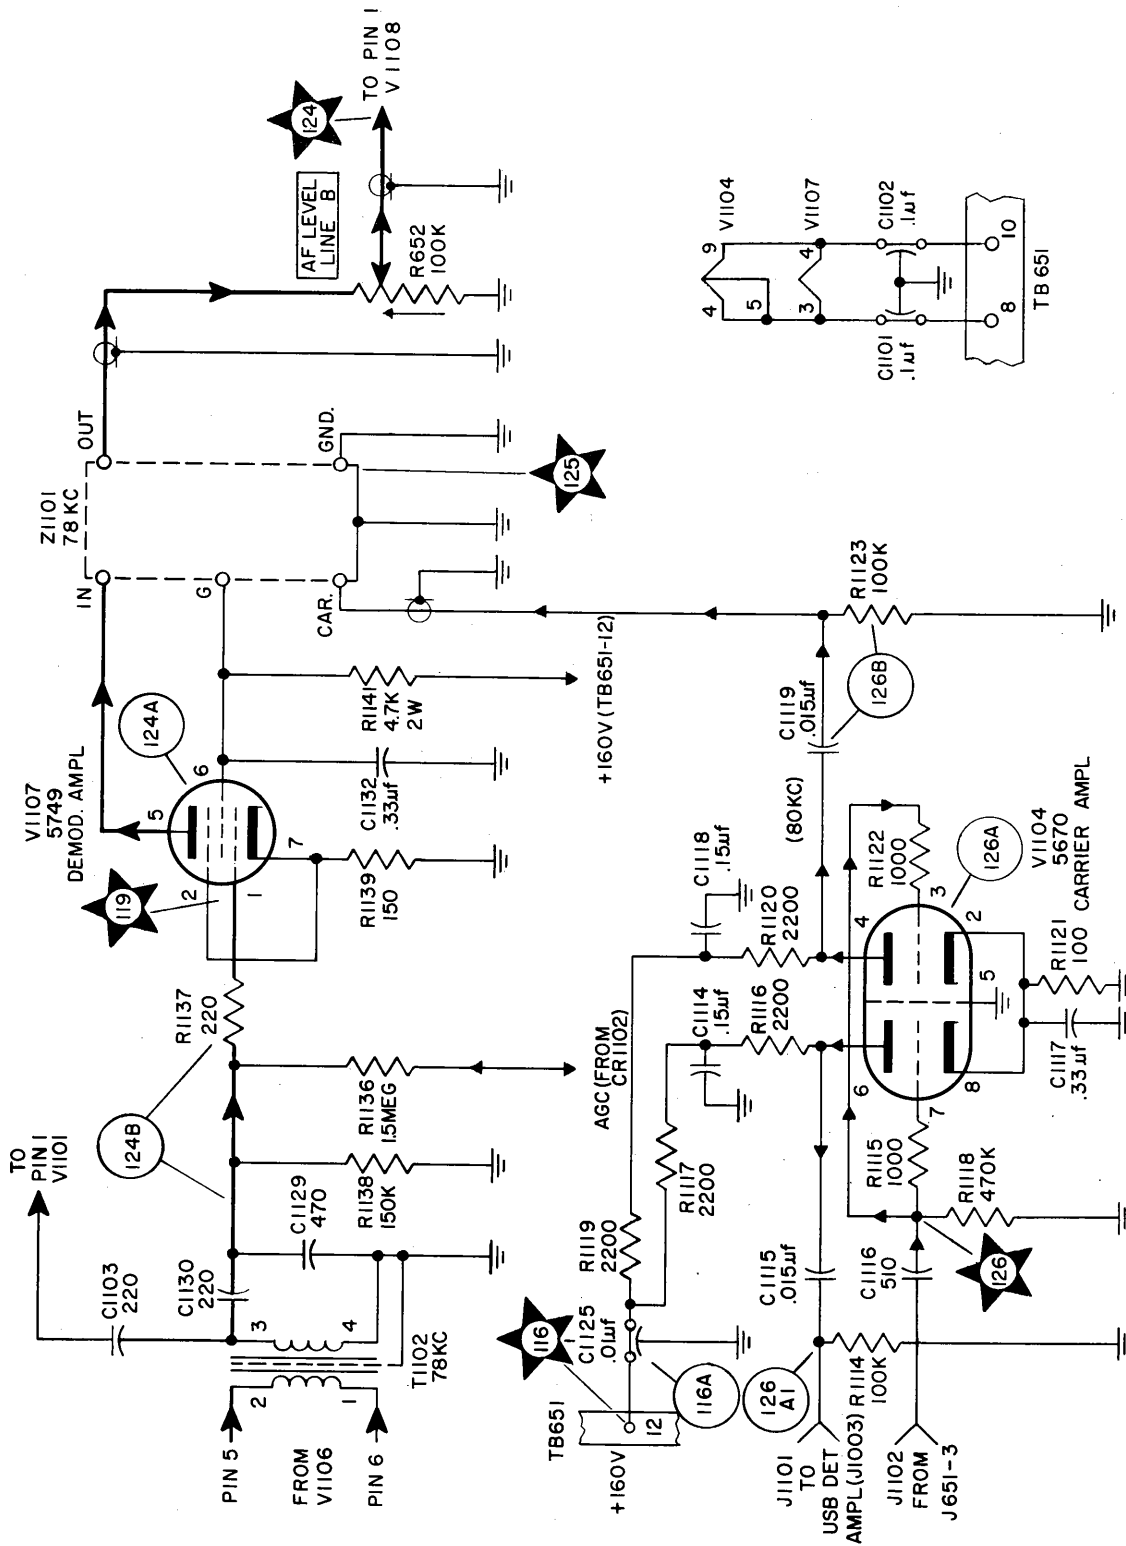 TO
PIN 1
V1101
C1103
220
C1130
220
C1129
470
124B
R1137
220
119
V1107
5749
DEMOD. AMPL
124A
2
1
5
6
7
IN
Z1101
78KC
OUT
G
CAR.
GND.
125
AF LEVEL
LINE B
R652
100K
124
TO PIN 1
V1108
PIN 5
FROM
V1106
PIN 6
2
1
3
4
T1102
78KC
R1138
150K
R1136
1.5MEG
R1139
150
C1132
.33uf
R1141
4.7K
2W
AGC(FROM
CR1102)
+160V(TB651-12)
TB651
+160V
12
116
C1125
.01uf
116A
R1119
2200
R1117
2200
C1114
.15uf
R1116
2200
C1118
.15uf
R1120
2200
(80KC)
C1119
.015uf
126B
R1123
100K
J1101
TO
USB DET
AMPL(J1003)
126
A1
R1114
100K
C1115
.015uf
J1102
FROM
J651-3
C1116
510
126
R1115
1000
R1118
470K
6
7
8
4
3
2
5
R1122
1000
126A
V1104
5670
CARRIER AMPL
C1117
.33uf
R1121
100
4
9
V1104
5
3
4
V1107
C1101
.1uf
C1102
.1uf
8
10
TB651